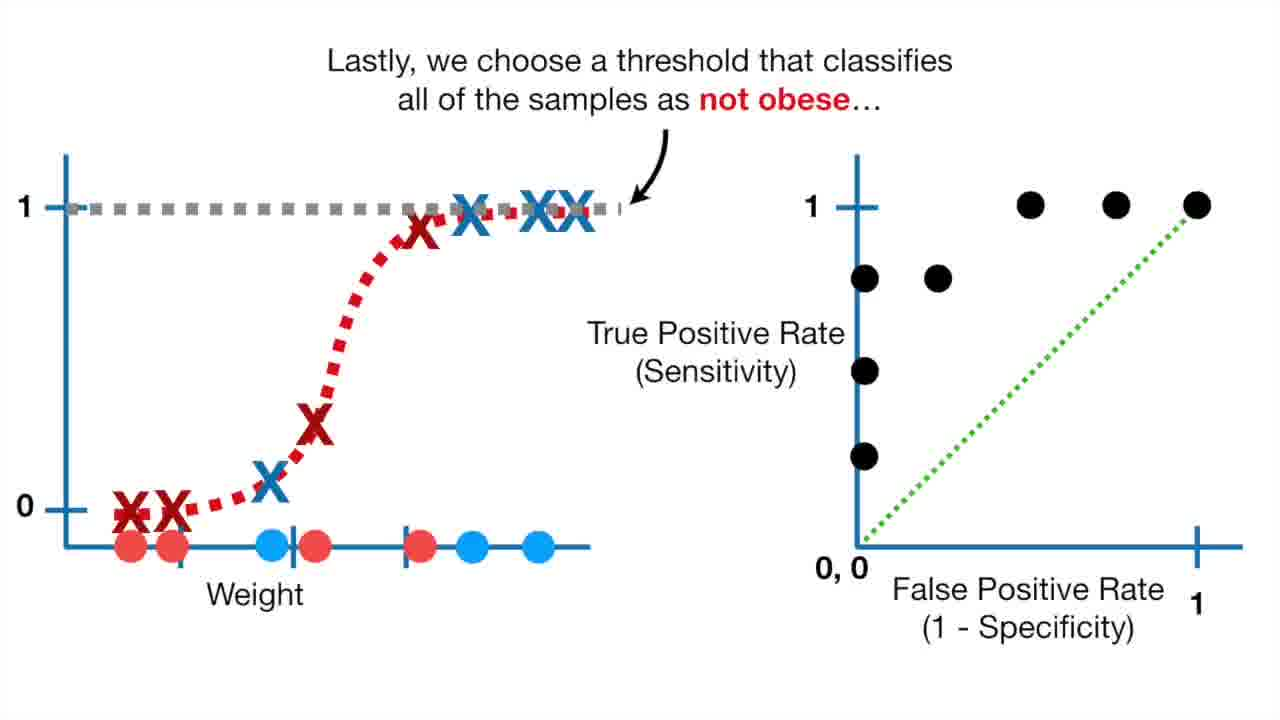 Lastly, we choose a threshold that classifies
all of the samples as not obese…
1
0
Weight
1
True Positive Rate
(Sensitivity)
0, 0
False Positive Rate
(1 - Specificity)
1